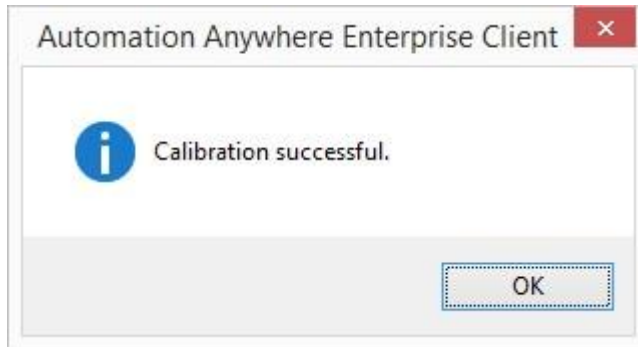 Automation Anywhere Enterprise Client
Calibration successful.
OK